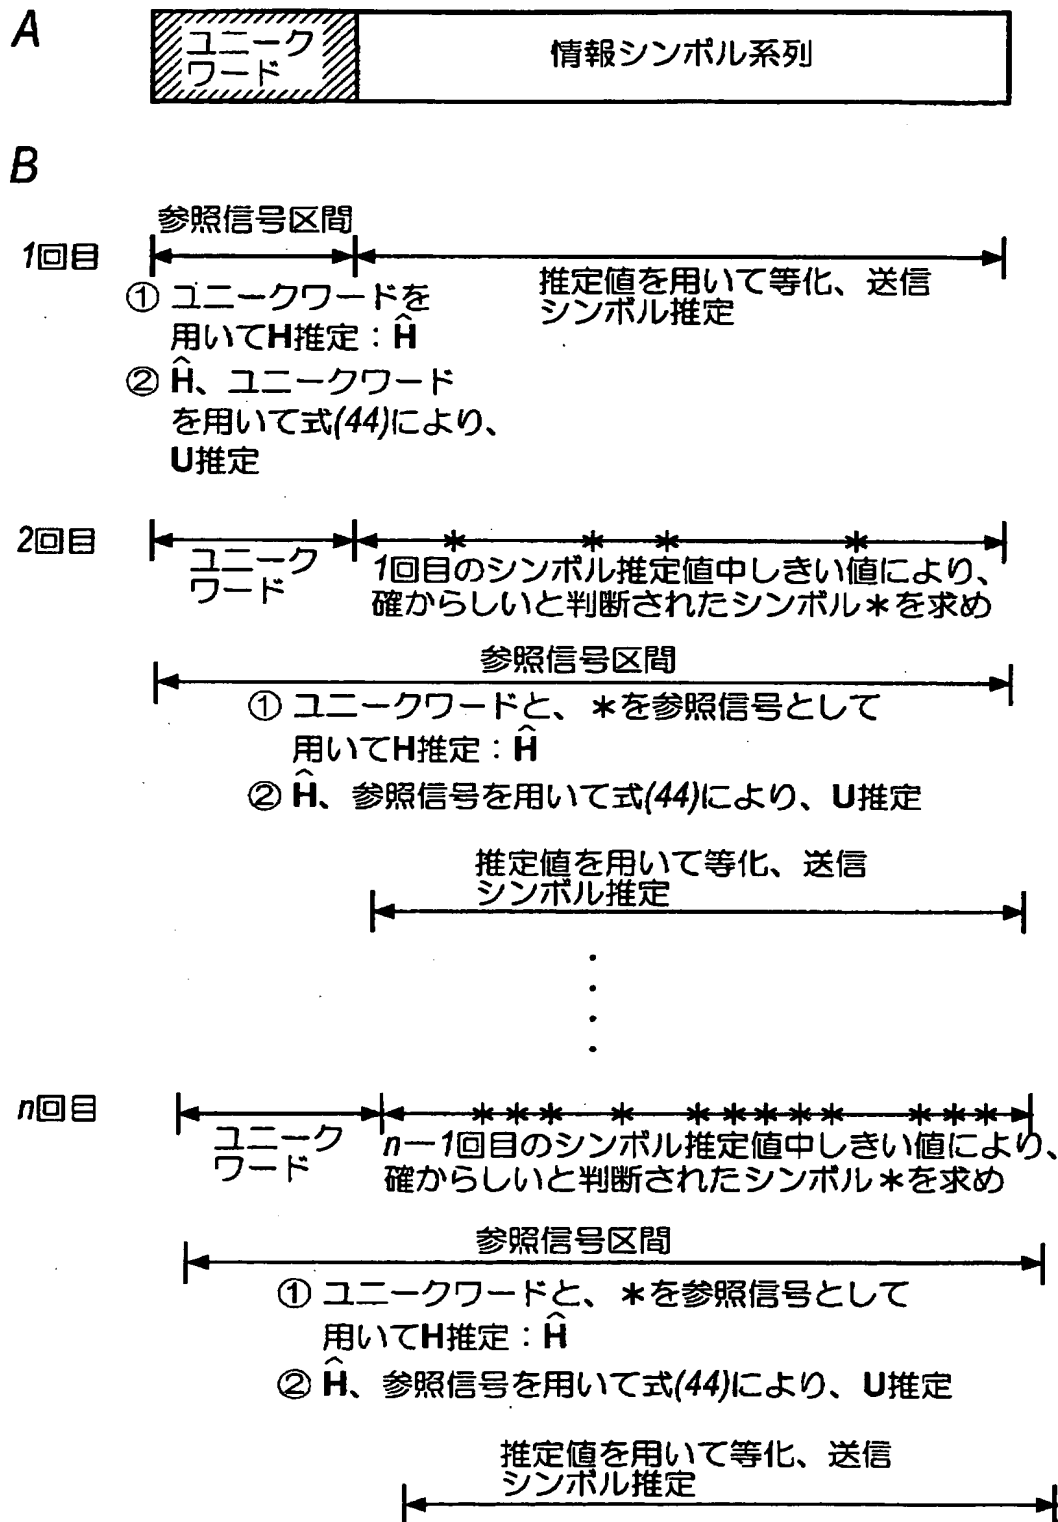 A
ユニーク
ワード
情報シンボル系列
B
参照信号区間
1回目
推定値を用いて等化、送信
シンボル推定
① ユニークワードを
用いてH推定：Ĥ
② Ĥ、ユニークワード
を用いて式(44)により、
U推定
2回目
ユニーク
ワード
1回目のシンボル推定値中しきい値により、
確からしいと判断されたシンボル＊を求め
参照信号区間
① ユニークワードと、＊を参照信号として
用いてH推定：Ĥ
② Ĥ、参照信号を用いて式(44)により、U推定
推定値を用いて等化、送信
シンボル推定
n回目
ユニーク
ワード
n－1回目のシンボル推定値中しきい値により、
確からしいと判断されたシンボル＊を求め
参照信号区間
① ユニークワードと、＊を参照信号として
用いてH推定：Ĥ
② Ĥ、参照信号を用いて式(44)により、U推定
推定値を用いて等化、送信
シンボル推定